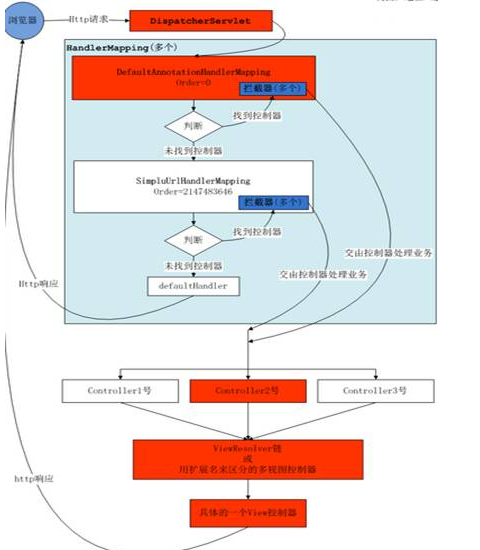 浏览器
Http请求
DispatcherServlet
HandlerMapping(多个)
DefaultAnnotationHandlerMapping
Order=0
拦截器(多个)
判断
找到控制器
未找到控制器
SimpluUrlHandlerMapping
Order=2147483646
拦截器(多个)
判断
找到控制器
未找到控制器
交由控制器处理业务
交由控制器处理业务
Http响应
defaultHandler
Controller1号
Controller2号
Controller3号
ViewResolver链
或
用扩展名来区分的多视图控制器
http响应
具体的一个View控制器